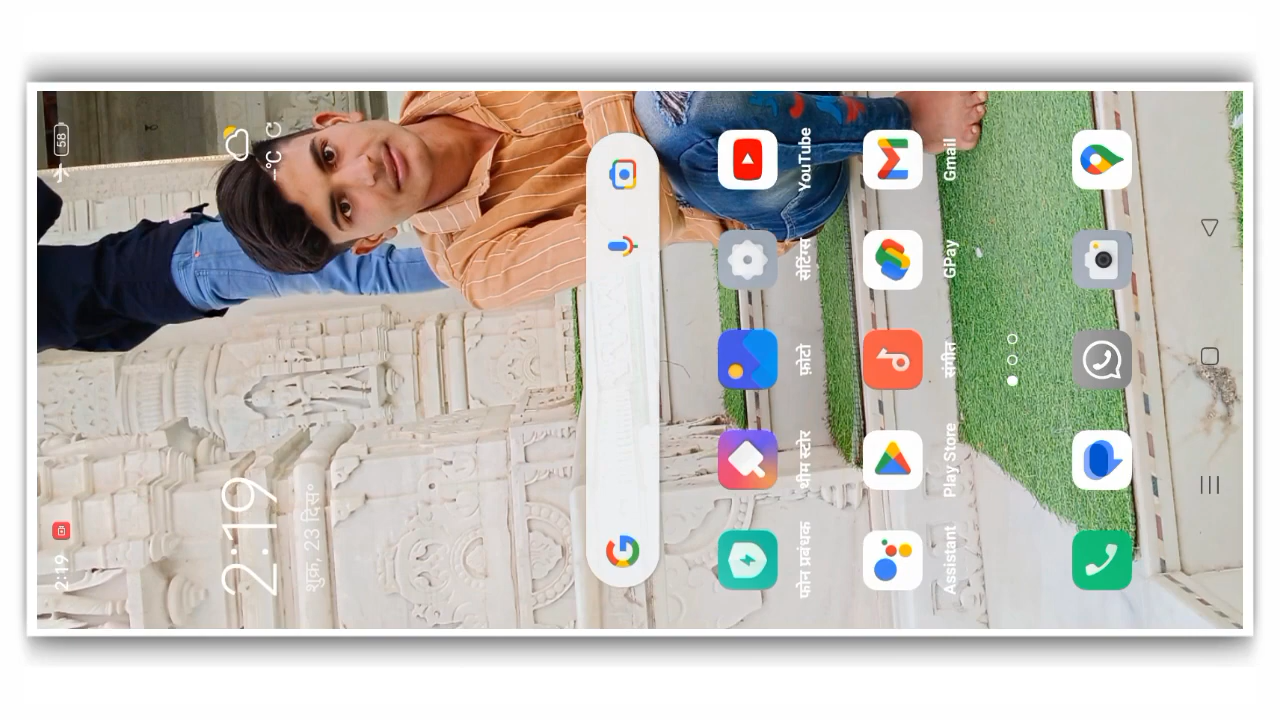 2:19
58
2:19
शुक्र, 23 दिस॰
–°C
फोन प्रबंधक
थीम स्टोर
फ़ोटो
सेटिंग्स
YouTube
Assistant
Play Store
संगीत
GPay
Gmail